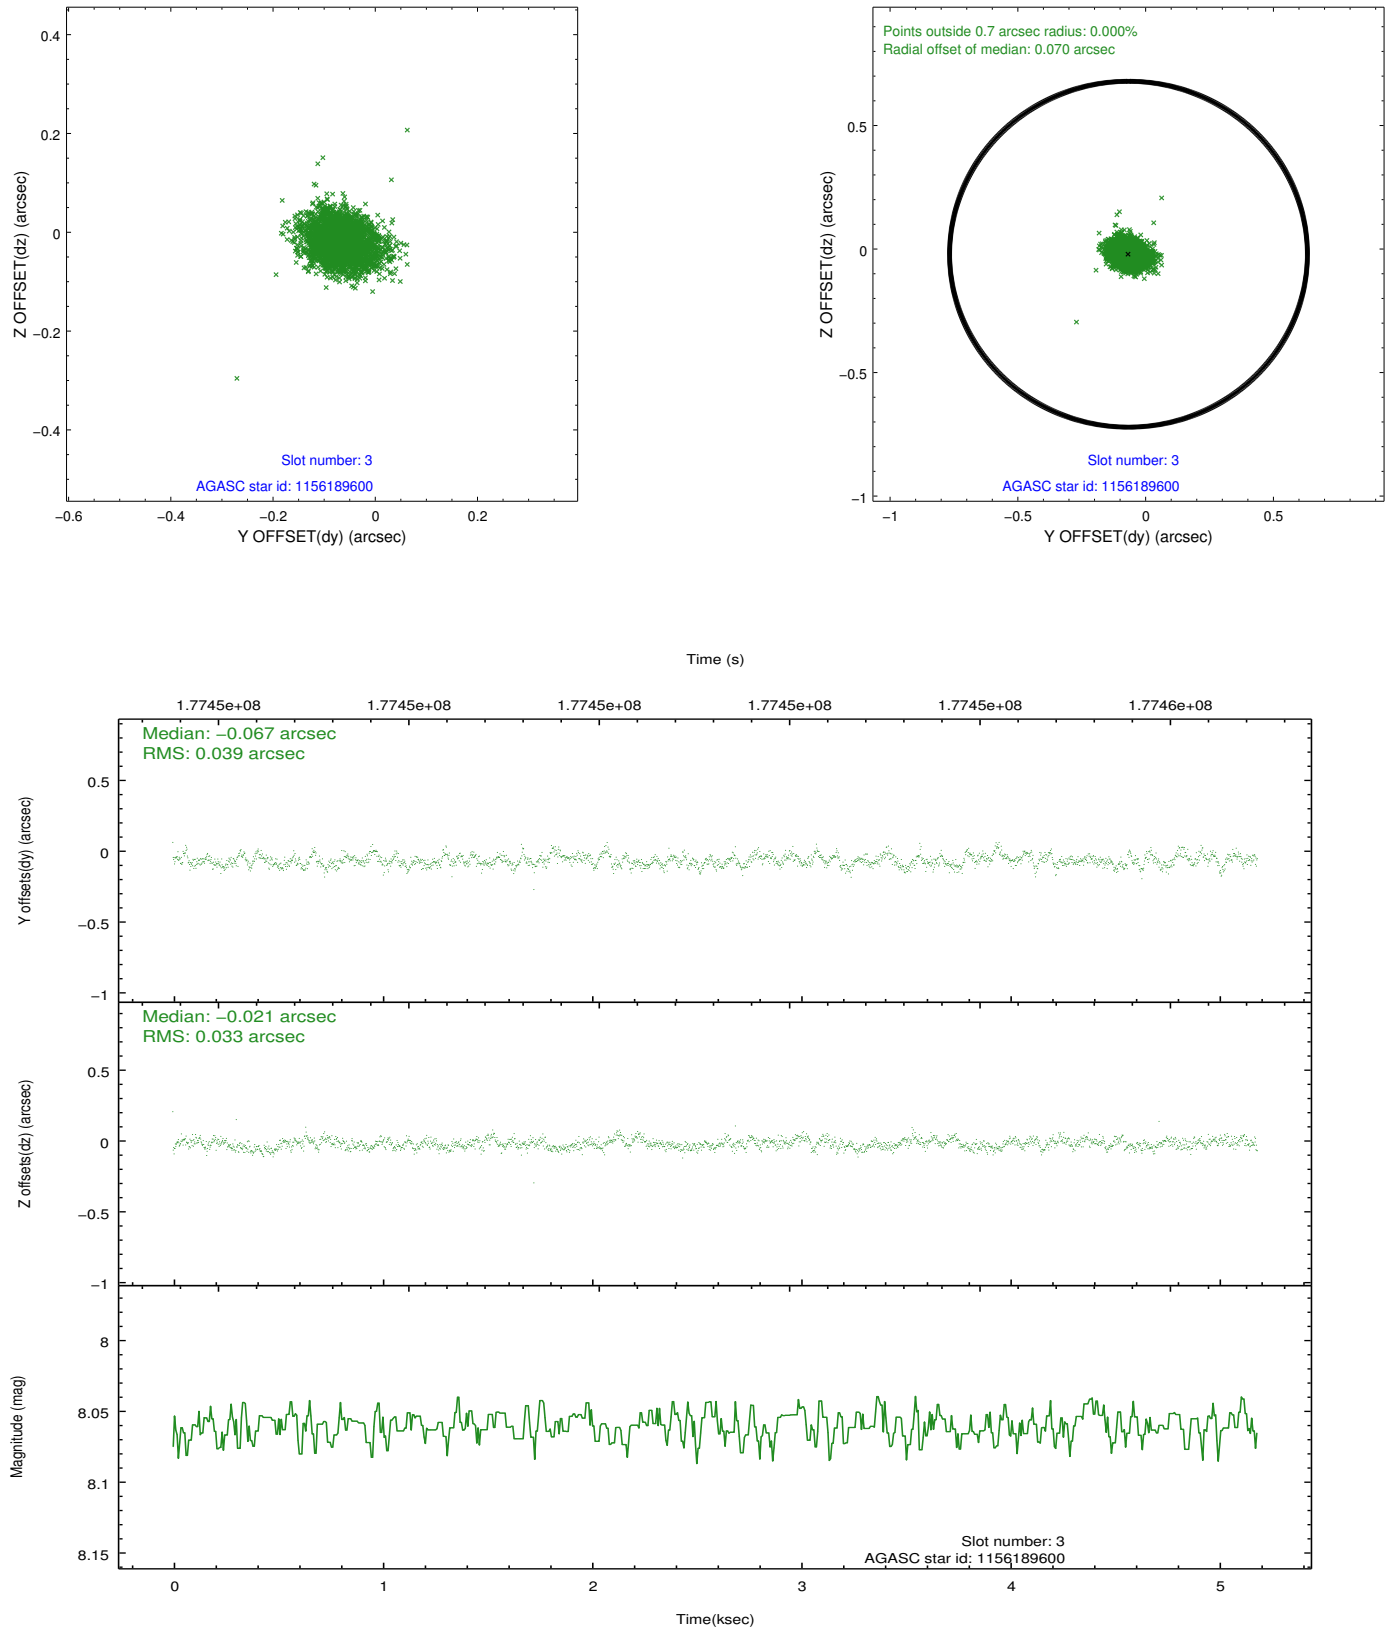 0.4
0.2
0
−0.2
−0.4
Z OFFSET(dz) (arcsec)
Slot number: 3
AGASC star id: 1156189600
−0.6 −0.4 −0.2 0 0.2
Y OFFSET(dy) (arcsec)
Points outside 0.7 arcsec radius: 0.000%
Radial offset of median: 0.070 arcsec
0.5
0
−0.5
−1
Z OFFSET(dz) (arcsec)
Slot number: 3
AGASC star id: 1156189600
−1 −0.5 0 0.5
Y OFFSET(dy) (arcsec)
Time (s)
1.7745e+08 1.7745e+08 1.7745e+08 1.7745e+08 1.7745e+08 1.7746e+08
Median: −0.067 arcsec
RMS: 0.039 arcsec
0.5
0
−0.5
−1
Y offsets(dy) (arcsec)
Median: −0.021 arcsec
RMS: 0.033 arcsec
0.5
0
−0.5
−1
Z offsets(dz) (arcsec)
8
8.05
8.1
8.15
Magnitude (mag)
Slot number: 3
AGASC star id: 1156189600
0 1 2 3 4 5
Time(ksec)